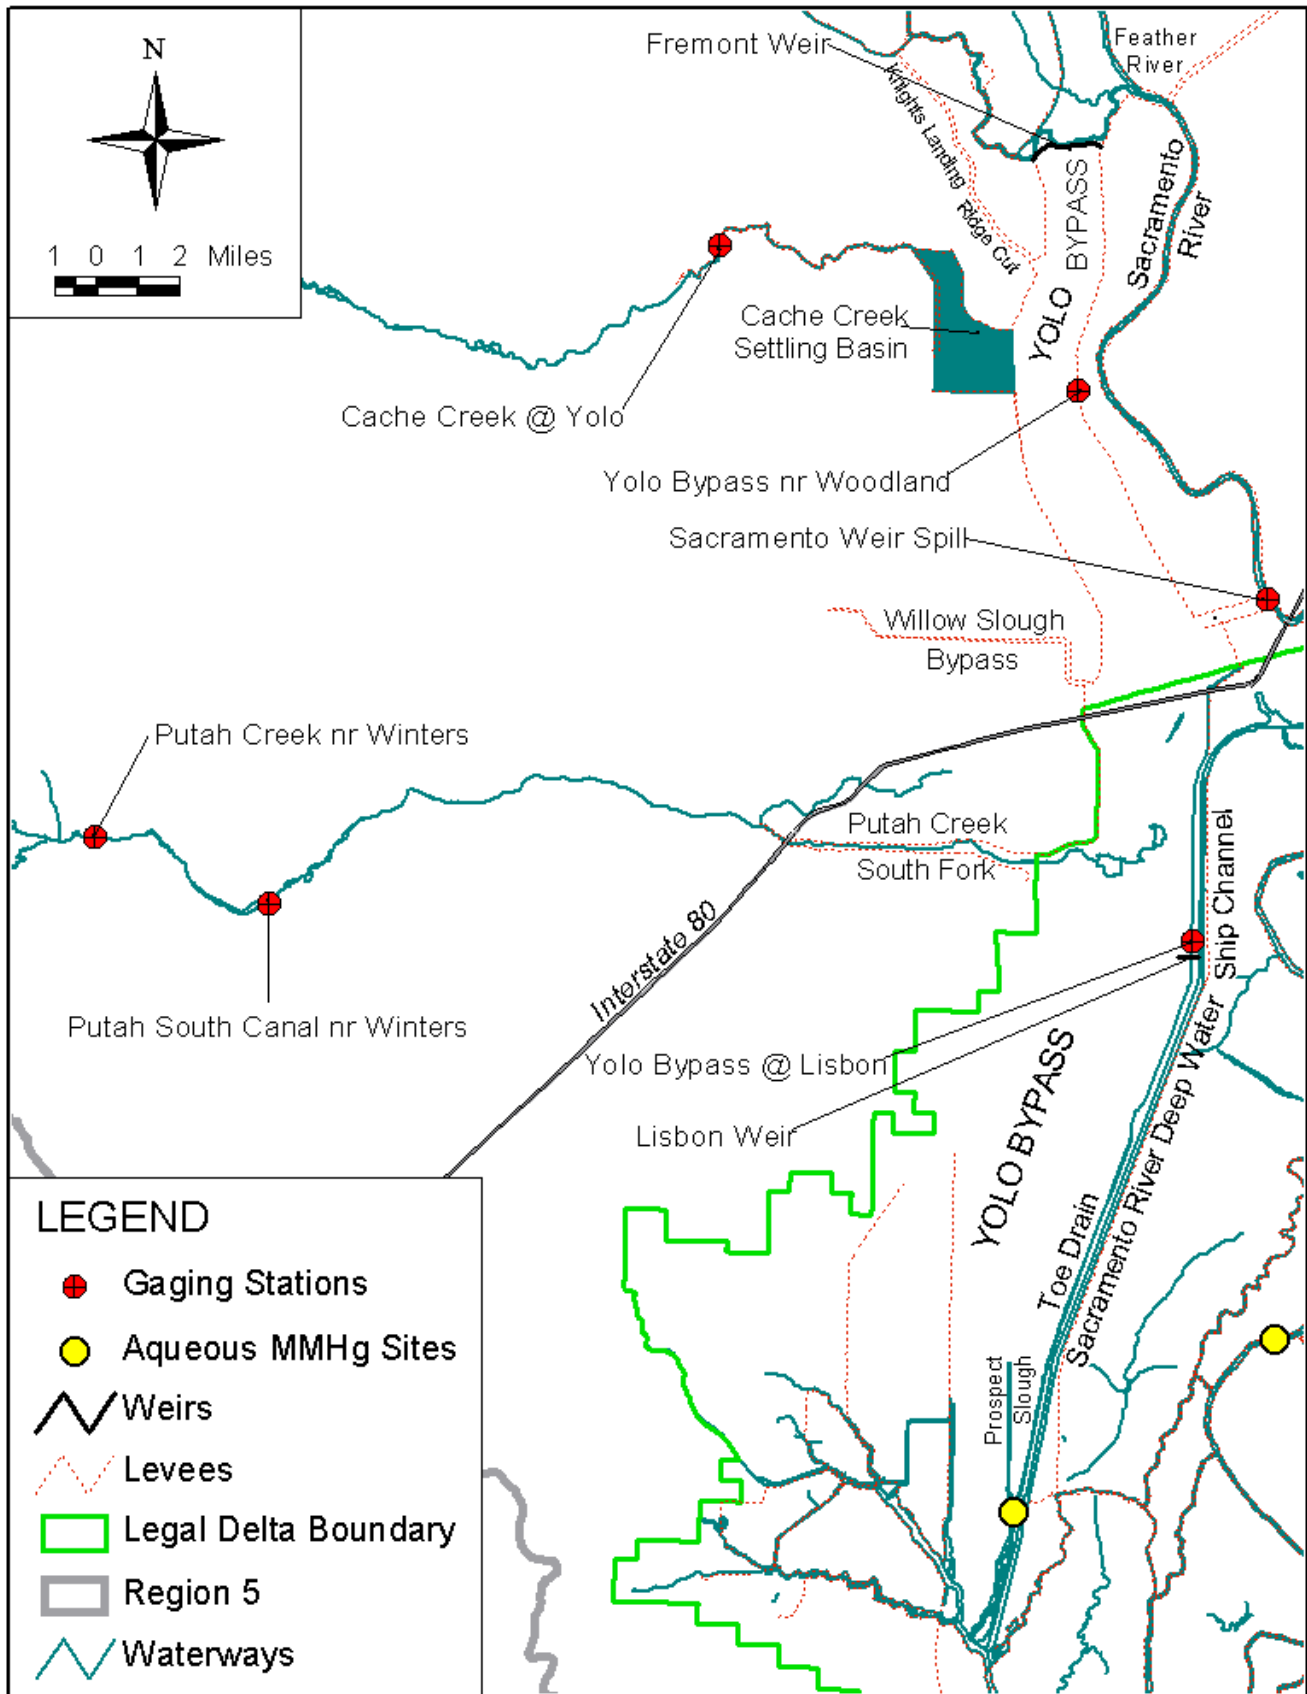 N
1 0 1 2 Miles
Fremont Weir
Feather
River
Knights Landing Ridge Cut
YOLO BYPASS
Sacramento
River
Cache Creek
Settling Basin
Cache Creek @ Yolo
Yolo Bypass nr Woodland
Sacramento Weir Spill
Willow Slough
Bypass
Putah Creek nr Winters
Putah Creek
South Fork
Interstate 80
Putah South Canal nr Winters
Yolo Bypass @ Lisbon
Lisbon Weir
YOLO BYPASS
Toe Drain
Sacramento River Deep Water Ship Channel
Prospect
Slough
LEGEND
Gaging Stations
Aqueous MMHg Sites
Weirs
Levees
Legal Delta Boundary
Region 5
Waterways